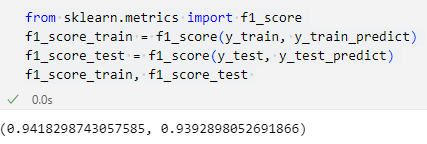 from sklearn.metrics import f1_score
f1_score_train = f1_score(y_train, y_train_predict)
f1_score_test = f1_score(y_test, y_test_predict)
f1_score_train, f1_score_test
✓ 0.0s
(0.9418298743057585, 0.9392898052691866)